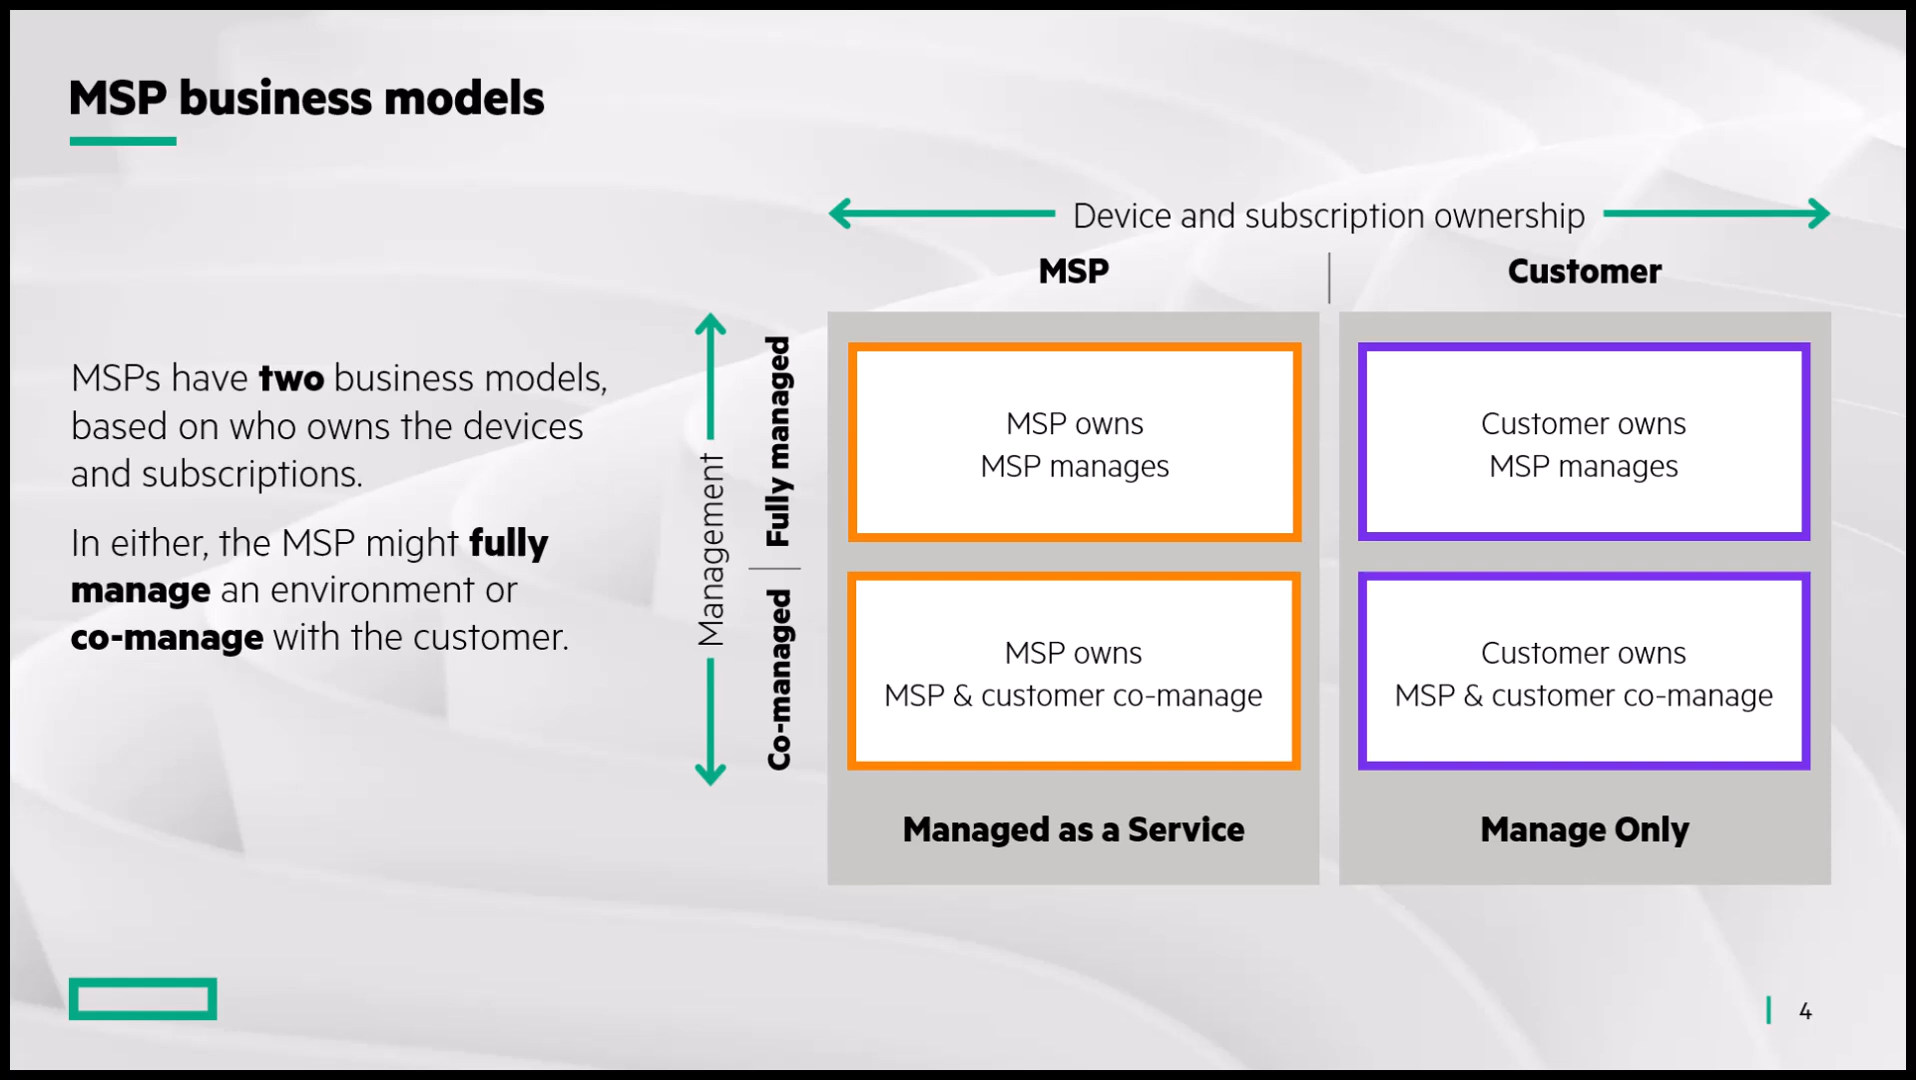 MSP business models
MSPs have two business models,
based on who owns the devices
and subscriptions.
In either, the MSP might fully
manage an environment or
co-manage with the customer.
Device and subscription ownership
MSP
Customer
Management
Fully managed
Co-managed
MSP owns
MSP manages
Customer owns
MSP manages
MSP owns
MSP & customer co-manage
Customer owns
MSP & customer co-manage
Managed as a Service
Manage Only
4